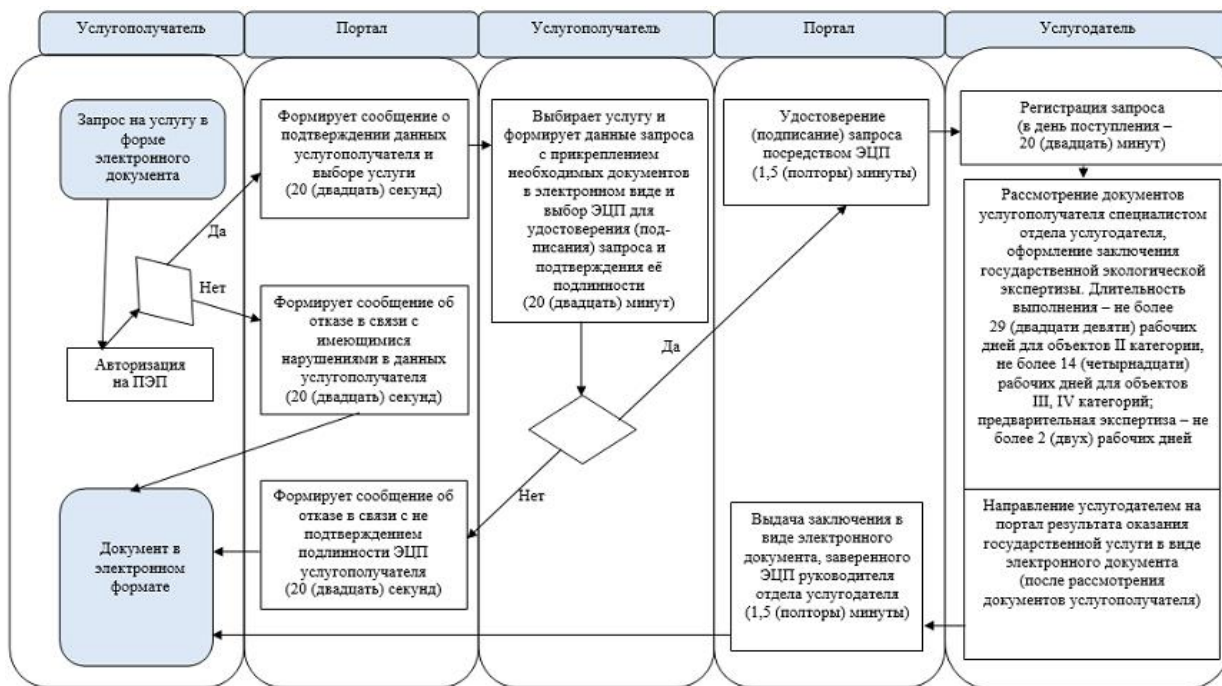 Услугополучатель
Портал
Услугополучатель
Портал
Услугодатель
Запрос на услугу в
форме
электронного
документа
Да
Нет
Авторизация
на ПЭП
Документ в
электронном
формате
Формирует сообщение о
подтверждении данных
услугополучателя и
выборе услуги
(20 (двадцать) секунд)
Формирует сообщение об
отказе в связи с
имеющимися
нарушениями в данных
услугополучателя
(20 (двадцать) секунд)
Формирует сообщение об
отказе в связи с не
подтверждением
подлинности ЭЦП
услугополучателя
(20 (двадцать) секунд)
Выбирает услугу и
формирует данные запроса
с прикреплением
необходимых документов
в электронном виде и
выбор ЭЦП для
удостоверения (под-
писания) запроса и
подтверждения её
подлинности
(20 (двадцать) минут)
Да
Нет
Удостоверение
(подписание) запроса
посредством ЭЦП
(1,5 (полторы) минуты)
Выдача заключения в
виде электронного
документа, заверенного
ЭЦП руководителя
отдела услугодателя
(1,5 (полторы) минуты)
Регистрация запроса
(в день поступления –
20 (двадцать) минут)
Рассмотрение документов
услугополучателя специалистом
отдела услугодателя,
оформление заключения
государственной экологической
экспертизы. Длительность
выполнения – не более
29 (двадцати девяти) рабочих
дней для объектов II категории,
не более 14 (четырнадцати)
рабочих дней для объектов
III, IV категорий;
предварительная экспертиза – не
более 2 (двух) рабочих дней
Направление услугодателем на
портал результата оказания
государственной услуги в виде
электронного документа
(после рассмотрения
документов услугополучателя)